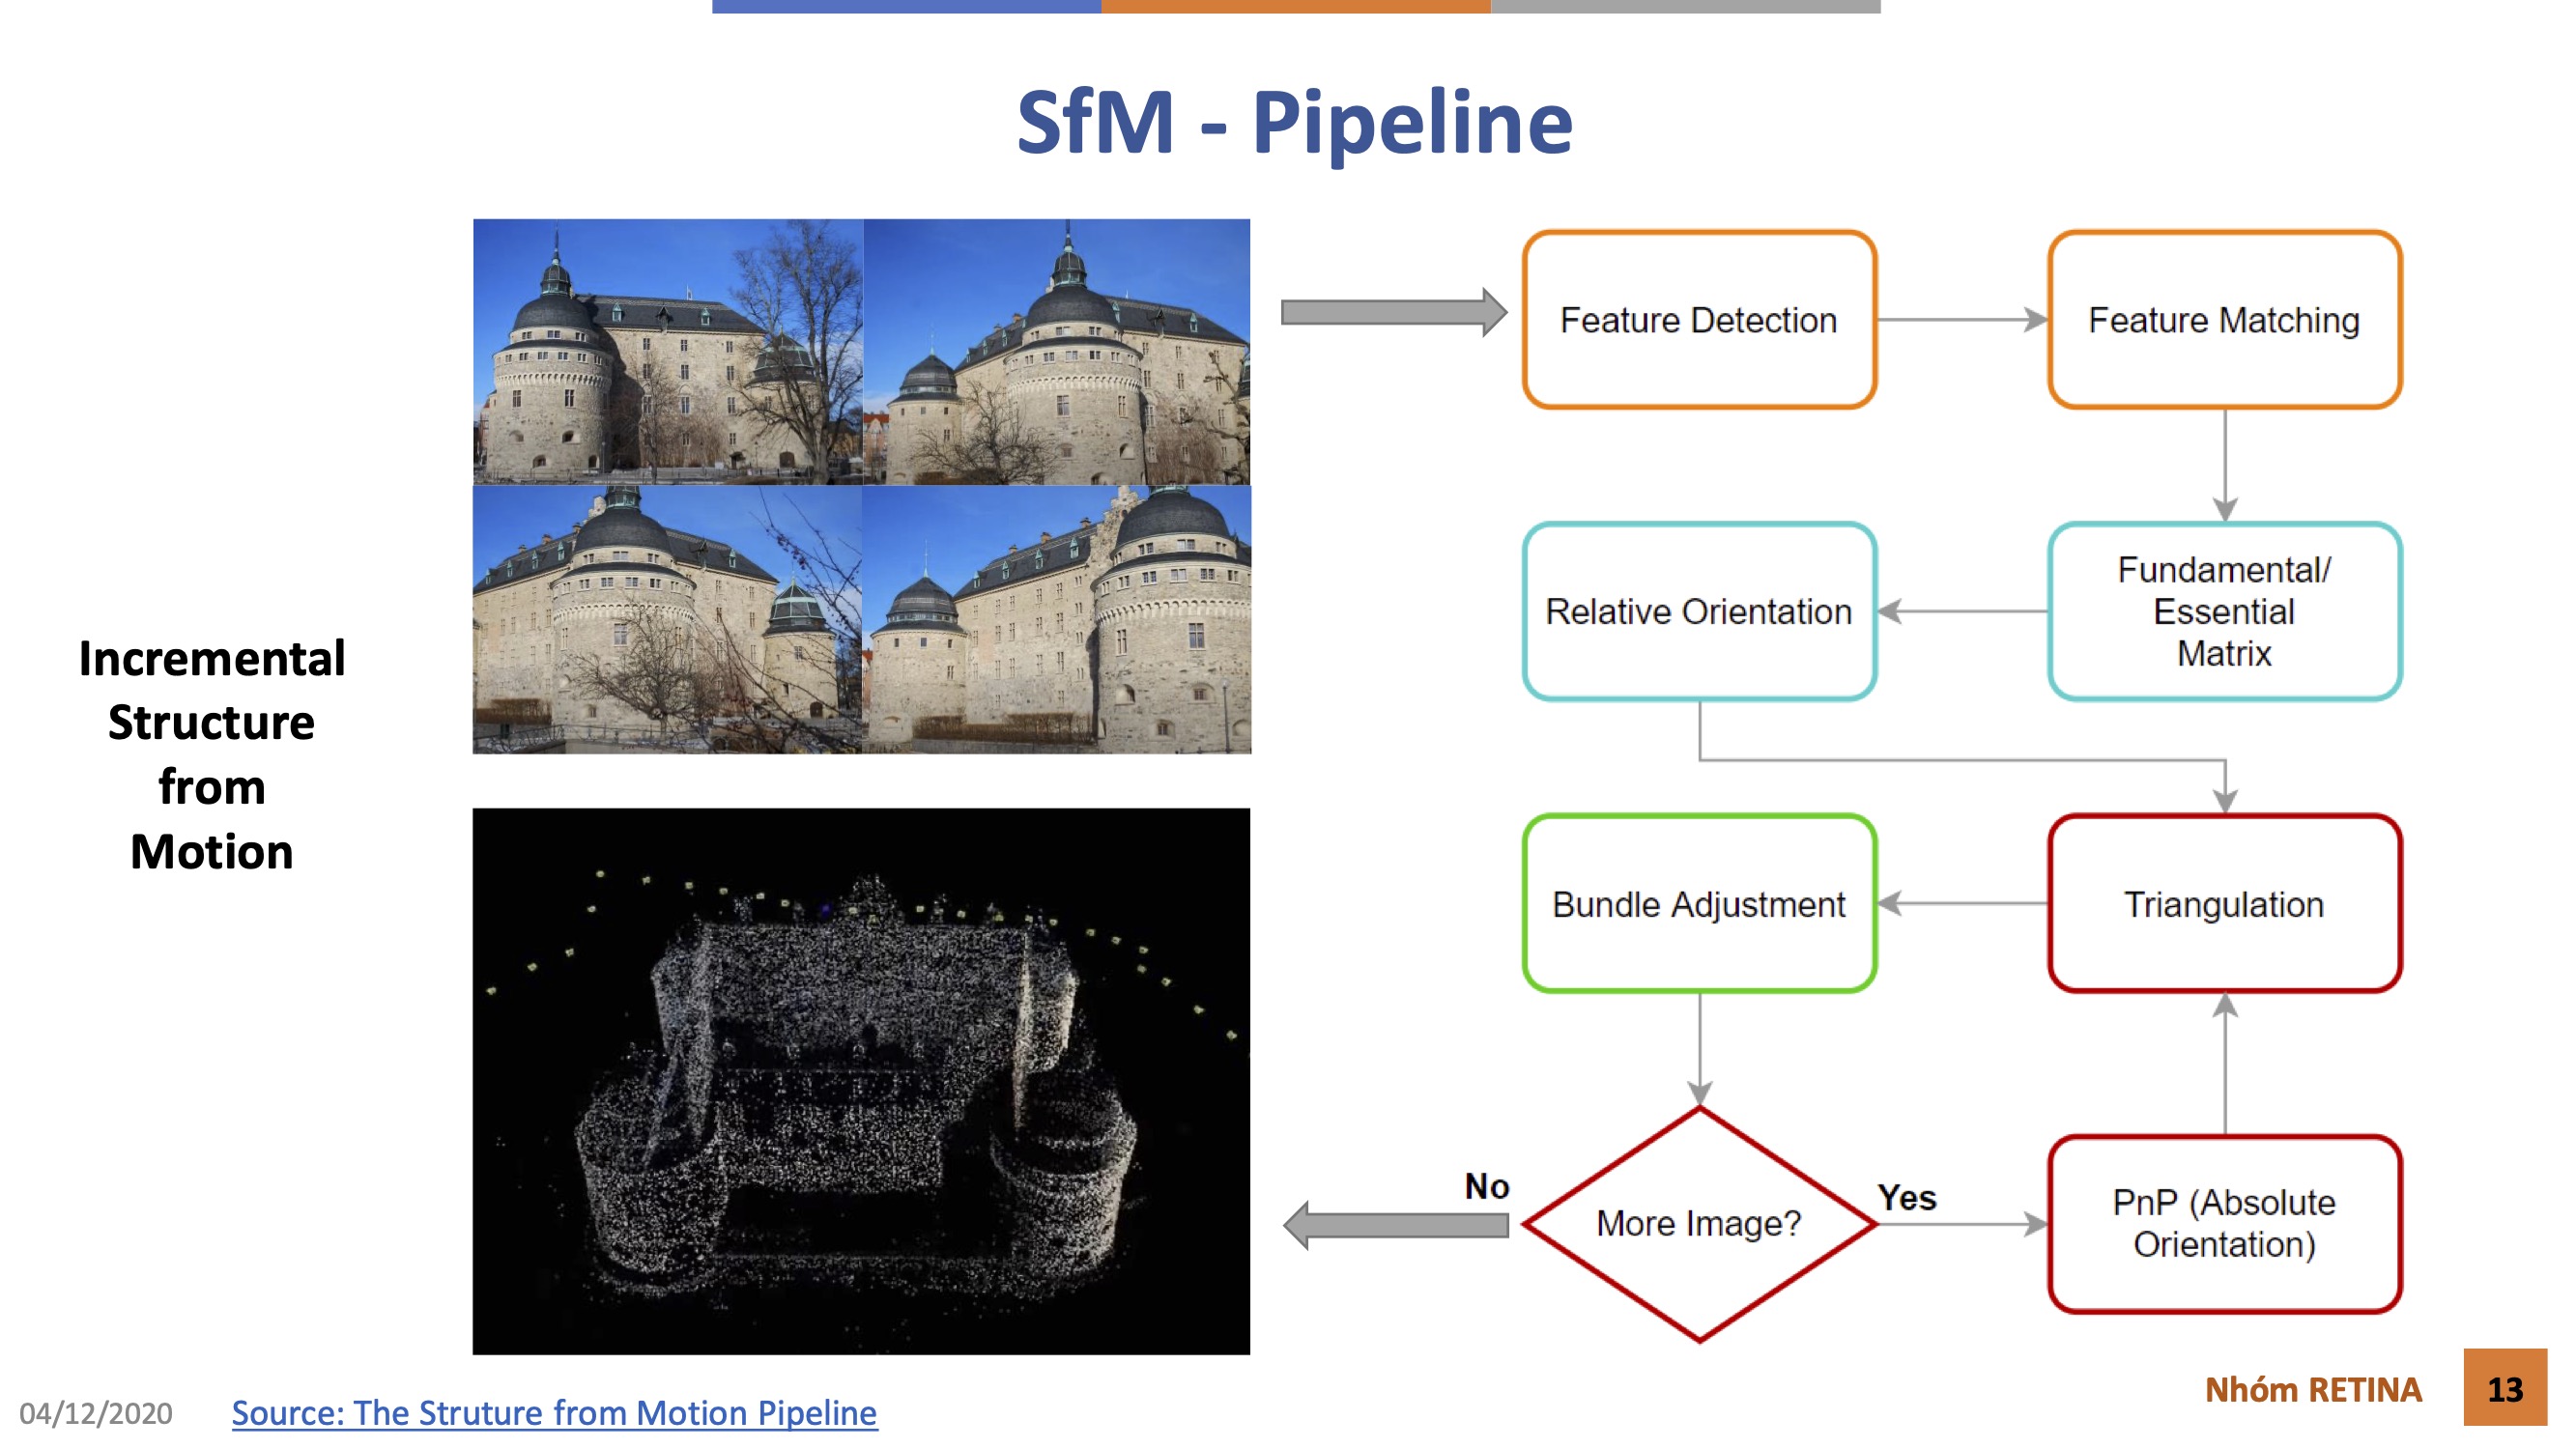 SfM - Pipeline
Incremental
Structure
from
Motion
Feature Detection
Feature Matching
Fundamental/
Essential
Matrix
Relative Orientation
Triangulation
Bundle Adjustment
More Image?
Yes
No
PnP (Absolute
Orientation)
04/12/2020
Source: The Struture from Motion Pipeline
Nhóm RETINA
13